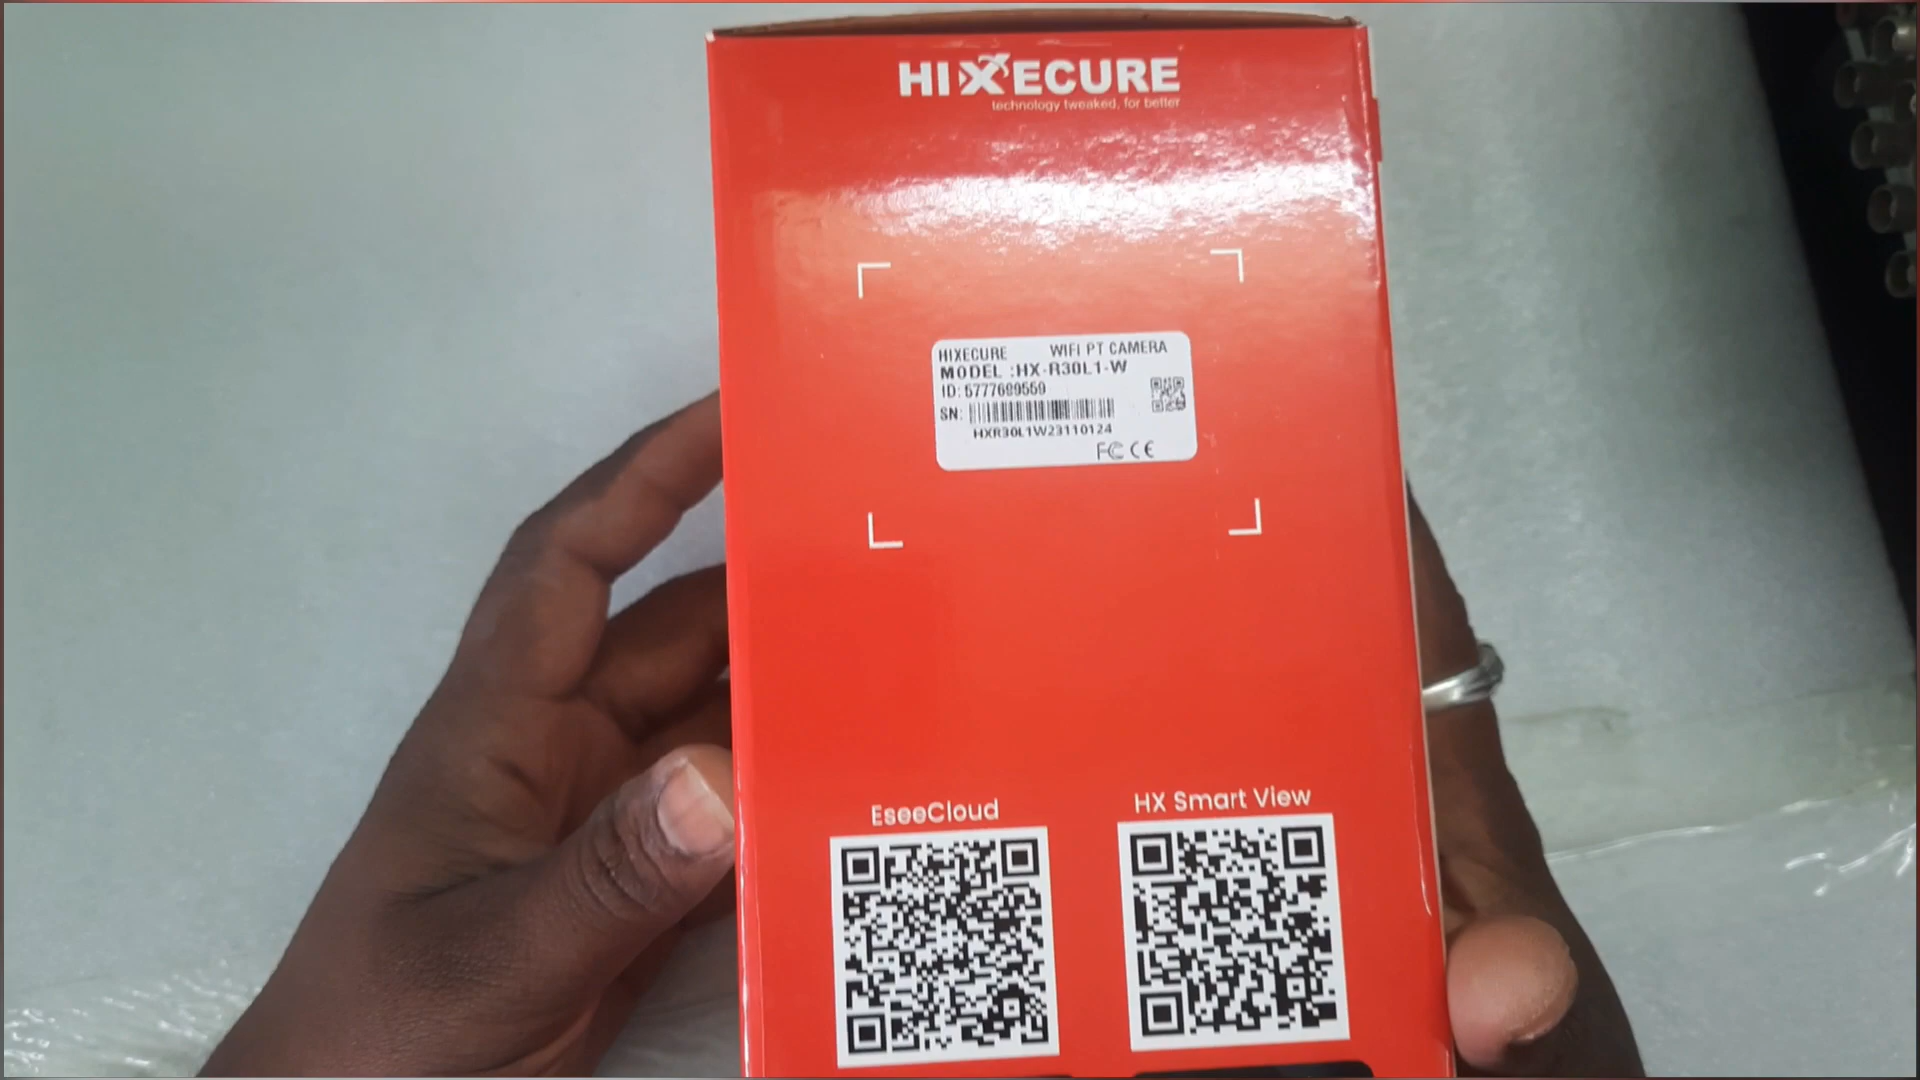 HIXECURE
technology tweaked, for better
HIXECURE WIFI PT CAMERA
MODEL :HX-R30L1-W
ID: 5777699559
SN:
HXR30L1W23110124
FC CE
EseeCloud
HX Smart View